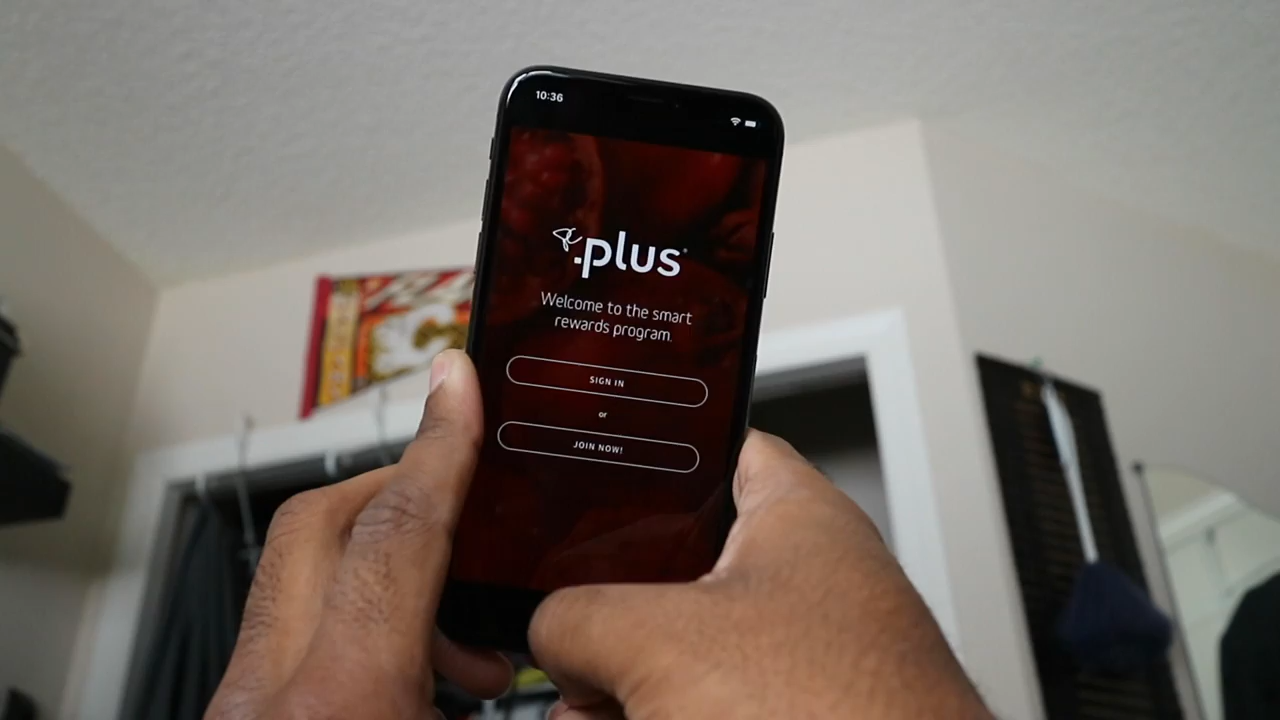 10:36
plus
Welcome to the smart
rewards program.
SIGN IN
or
JOIN NOW!